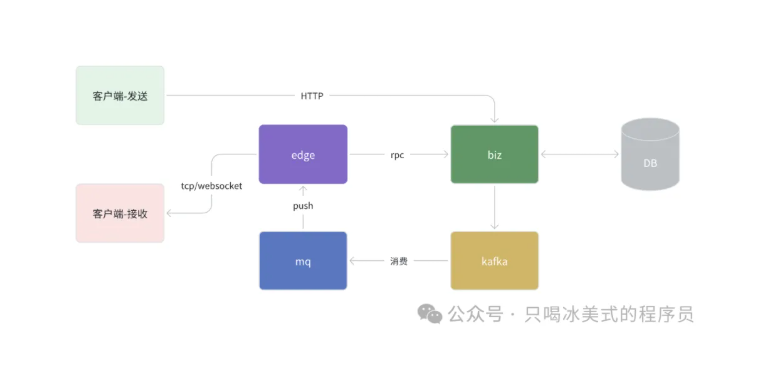 客户端-发送
HTTP
edge
rpc
biz
DB
tcp/websocket
客户端-接收
push
mq
消费
kafka
公众号 · 只喝冰美式的程序员